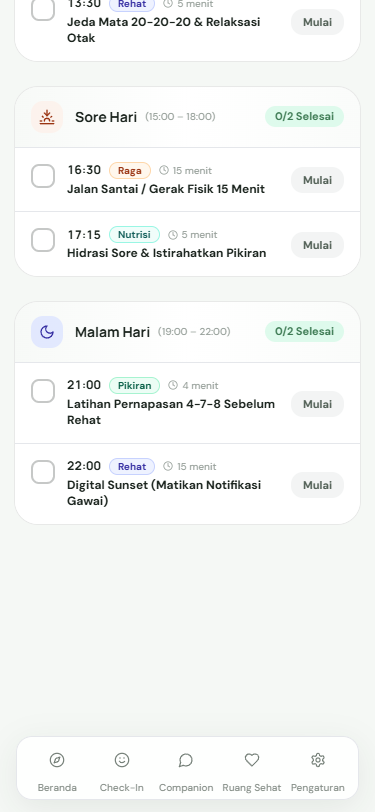 13:30 Rehat 5 menit
Jeda Mata 20-20-20 & Relaksasi
Otak
Mulai
Sore Hari (15:00 – 18:00) 0/2 Selesai
16:30 Raga 15 menit
Jalan Santai / Gerak Fisik 15 Menit
Mulai
17:15 Nutrisi 5 menit
Hidrasi Sore & Istirahatkan Pikiran
Mulai
Malam Hari (19:00 – 22:00) 0/2 Selesai
21:00 Pikiran 4 menit
Latihan Pernapasan 4-7-8 Sebelum
Rehat
Mulai
22:00 Rehat 15 menit
Digital Sunset (Matikan Notifikasi
Gawai)
Mulai
Beranda Check-In Companion Ruang Sehat Pengaturan